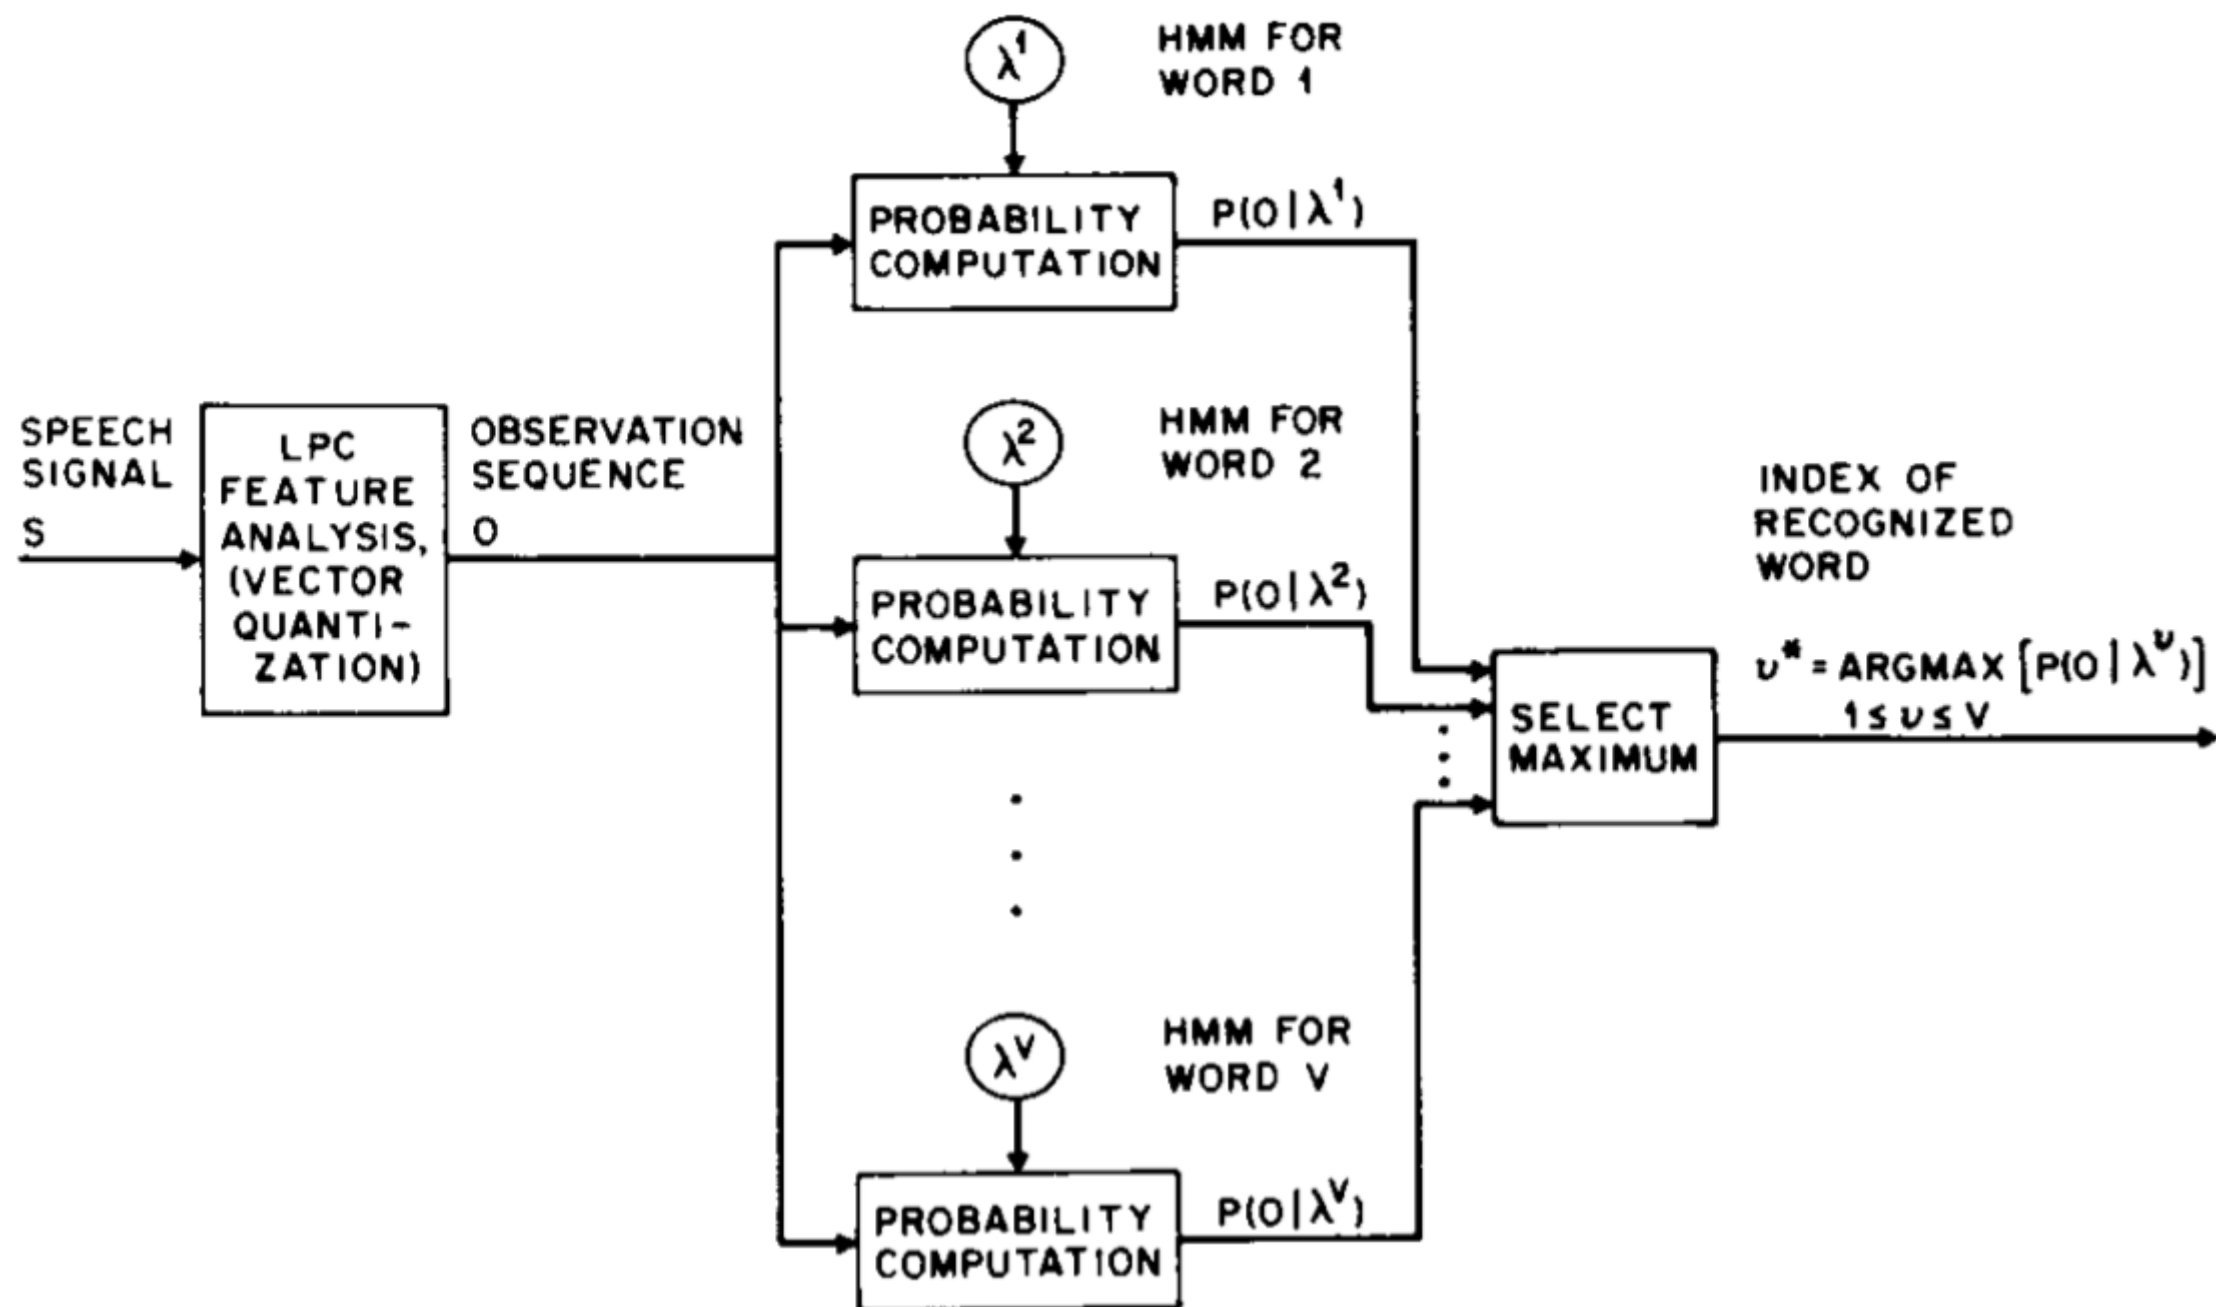 λ¹
HMM FOR
WORD 1
PROBABILITY
COMPUTATION
P(O|λ¹)
SPEECH
SIGNAL
S
LPC
FEATURE
ANALYSIS,
(VECTOR
QUANTI-
ZATION)
OBSERVATION
SEQUENCE
O
λ²
HMM FOR
WORD 2
PROBABILITY
COMPUTATION
P(O|λ²)
λⱽ
HMM FOR
WORD V
PROBABILITY
COMPUTATION
P(O|λⱽ)
SELECT
MAXIMUM
INDEX OF
RECOGNIZED
WORD
υ* = ARGMAX [P(O|λᵛ)]
1 ≤ υ ≤ V